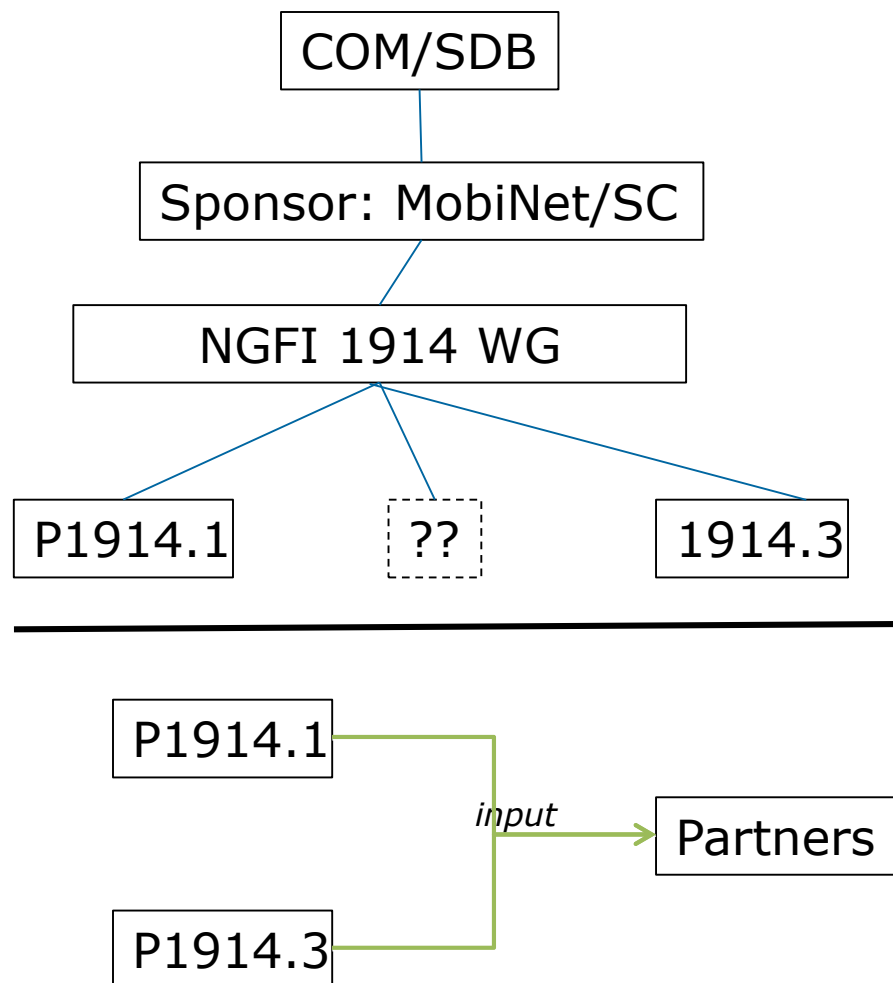 COM/SDB
Sponsor: MobiNet/SC
NGFI 1914 WG
P1914.1
??
1914.3
P1914.1
input
Partners
P1914.3